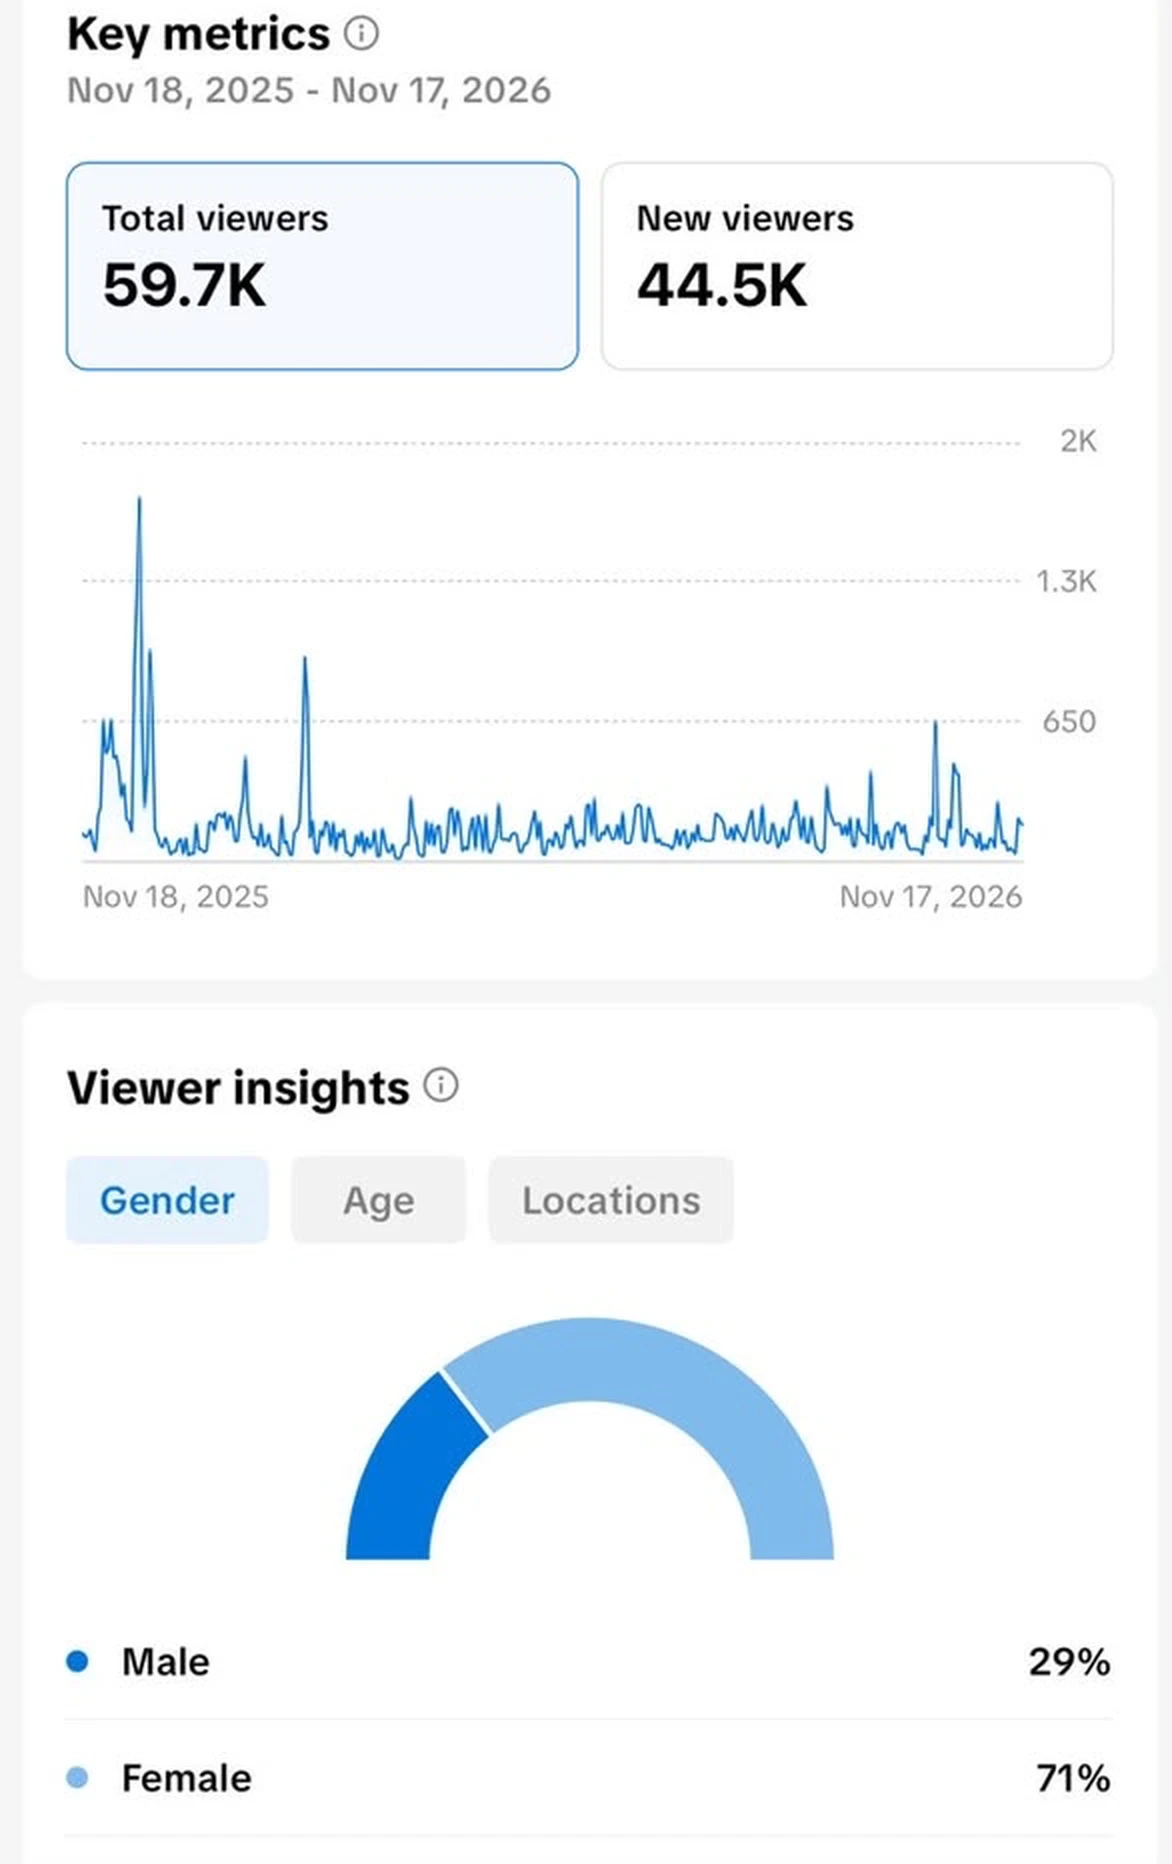 Key metrics
Nov 18, 2025 - Nov 17, 2026
Total viewers
59.7K
New viewers
44.5K
2K
1.3K
650
Nov 18, 2025
Nov 17, 2026
Viewer insights
Gender
Age
Locations
Male
29%
Female
71%